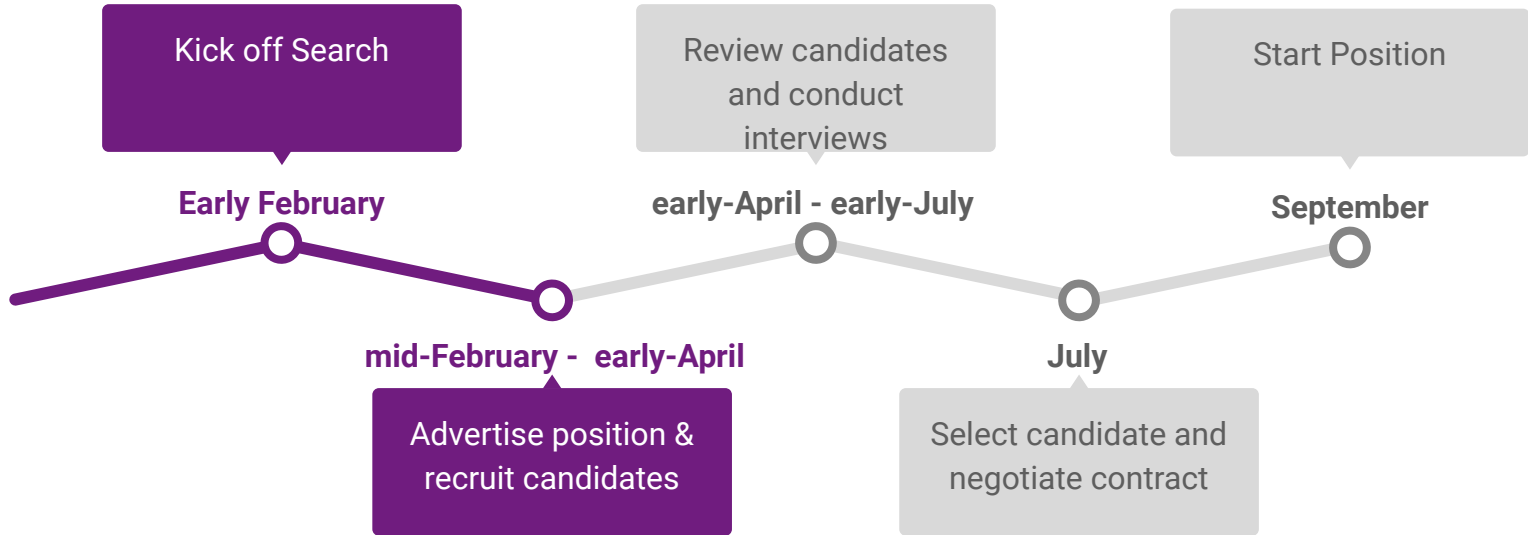 Kick off Search
Early February
mid-February -  early-April
Advertise position &
recruit candidates
Review candidates
and conduct
interviews
early-April - early-July
July
Select candidate and
negotiate contract
Start Position
September